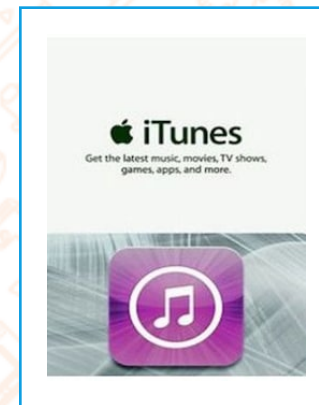 iTunes
Get the latest music, movies, TV shows,
games, apps, and more.